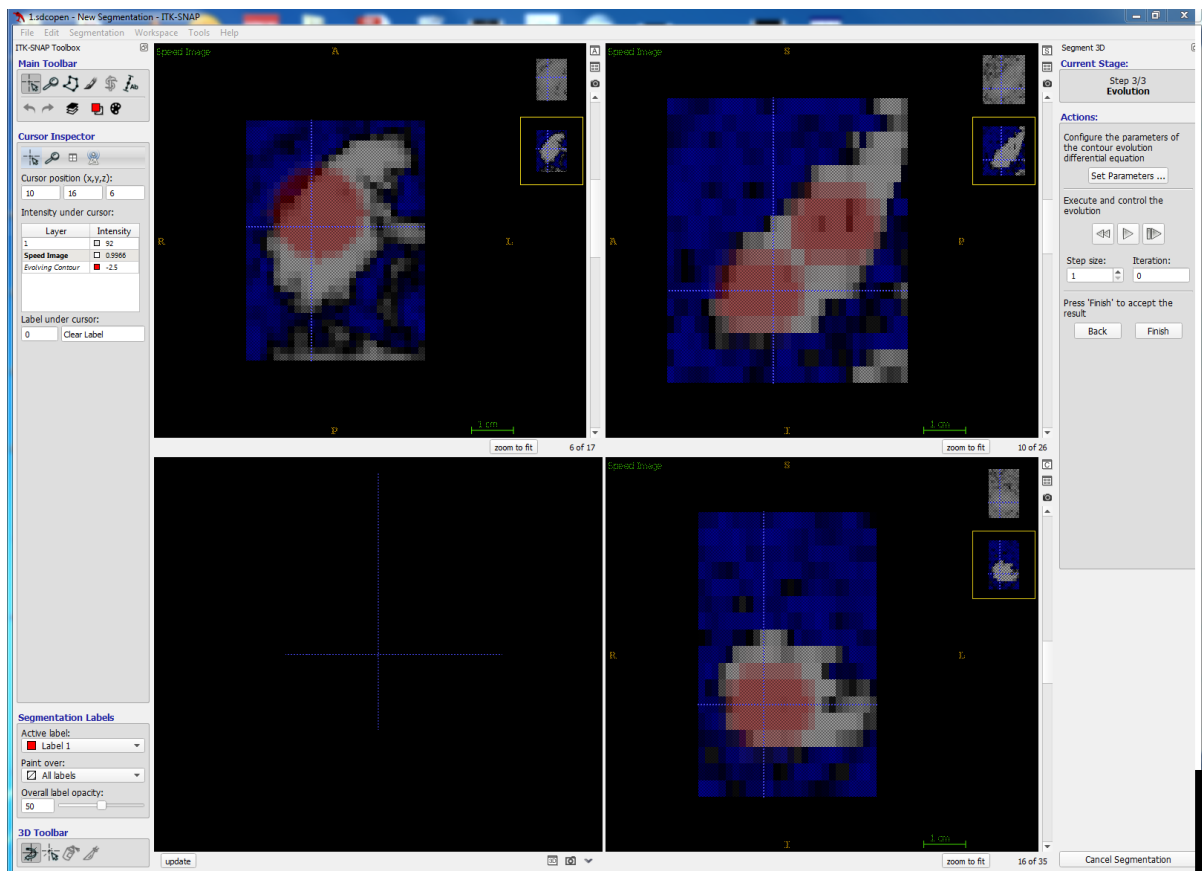 1.sdcopen - New Segmentation - ITK-SNAP
File Edit Segmentation Workspace Tools Help
ITK-SNAP Toolbox
Main Toolbar
Cursor Inspector
Cursor position (x,y,z):
10 16 6
Intensity under cursor:
Layer Intensity
1 92
Speed Image 0.9966
Evolving Contour -2.5
Label under cursor:
0 Clear Label
Segmentation Labels
Active label:
Label 1
Paint over:
All labels
Overall label opacity:
50
3D Toolbar
Speed Image
A
R
L
P
1 cm
zoom to fit 6 of 17
A
Speed Image
S
A
P
I
1 cm
zoom to fit 10 of 26
S
update
3D
Speed Image
S
R
L
I
1 cm
zoom to fit 16 of 35
C
Segment 3D
Current Stage:
Step 3/3
Evolution
Actions:
Configure the parameters of
the contour evolution
differential equation
Set Parameters ...
Execute and control the
evolution
Step size: Iteration:
1 0
Press 'Finish' to accept the
result
Back Finish
Cancel Segmentation